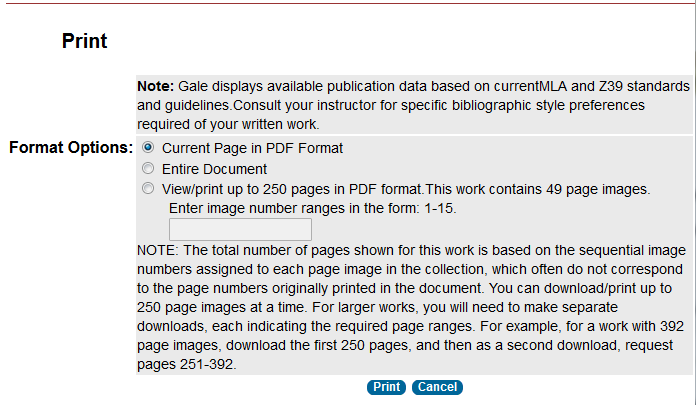 Print
Note: Gale displays available publication data based on currentMLA and Z39 standards
and guidelines.Consult your instructor for specific bibliographic style preferences
required of your written work.
Format Options:
Current Page in PDF Format
Entire Document
View/print up to 250 pages in PDF format.This work contains 49 page images.
Enter image number ranges in the form: 1-15.
NOTE: The total number of pages shown for this work is based on the sequential image
numbers assigned to each page image in the collection, which often do not correspond
to the page numbers originally printed in the document. You can download/print up to
250 page images at a time. For larger works, you will need to make separate
downloads, each indicating the required page ranges. For example, for a work with 392
page images, download the first 250 pages, and then as a second download, request
pages 251-392.
Print Cancel